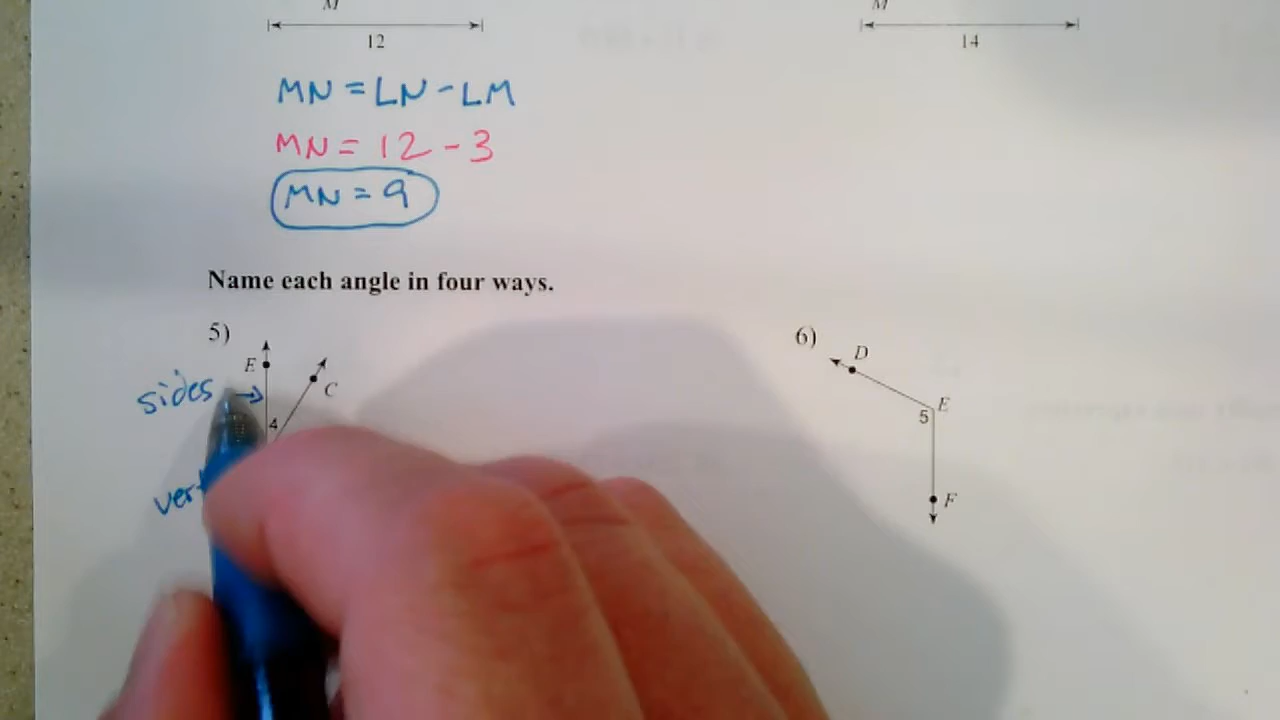 M
12
M
14
MN = LN - LM
MN = 12 - 3
MN = 9
Name each angle in four ways.
5)
E
C
sides
4
6)
D
E
5
F